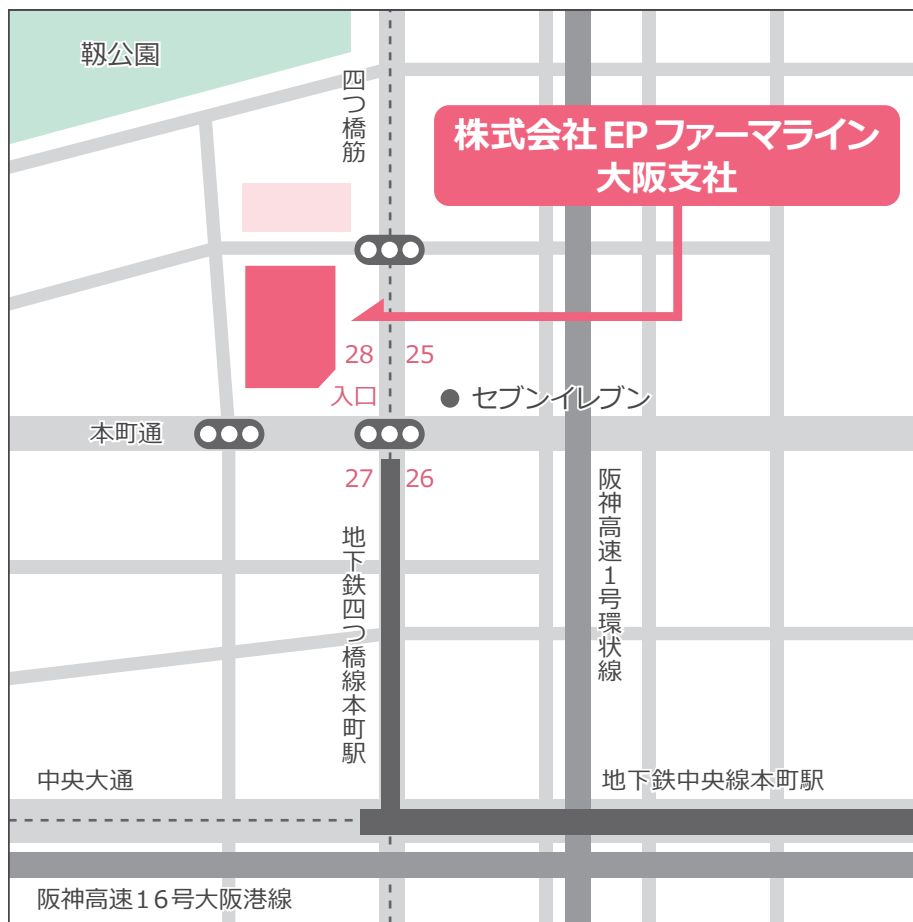 靱公園
四つ橋筋
株式会社 EP ファーマライン
大阪支社
28 25
入口
セブンイレブン
本町通
27 26
阪神高速1号環状線
地下鉄四つ橋線本町駅
中央大通
地下鉄中央線本町駅
阪神高速16号大阪港線